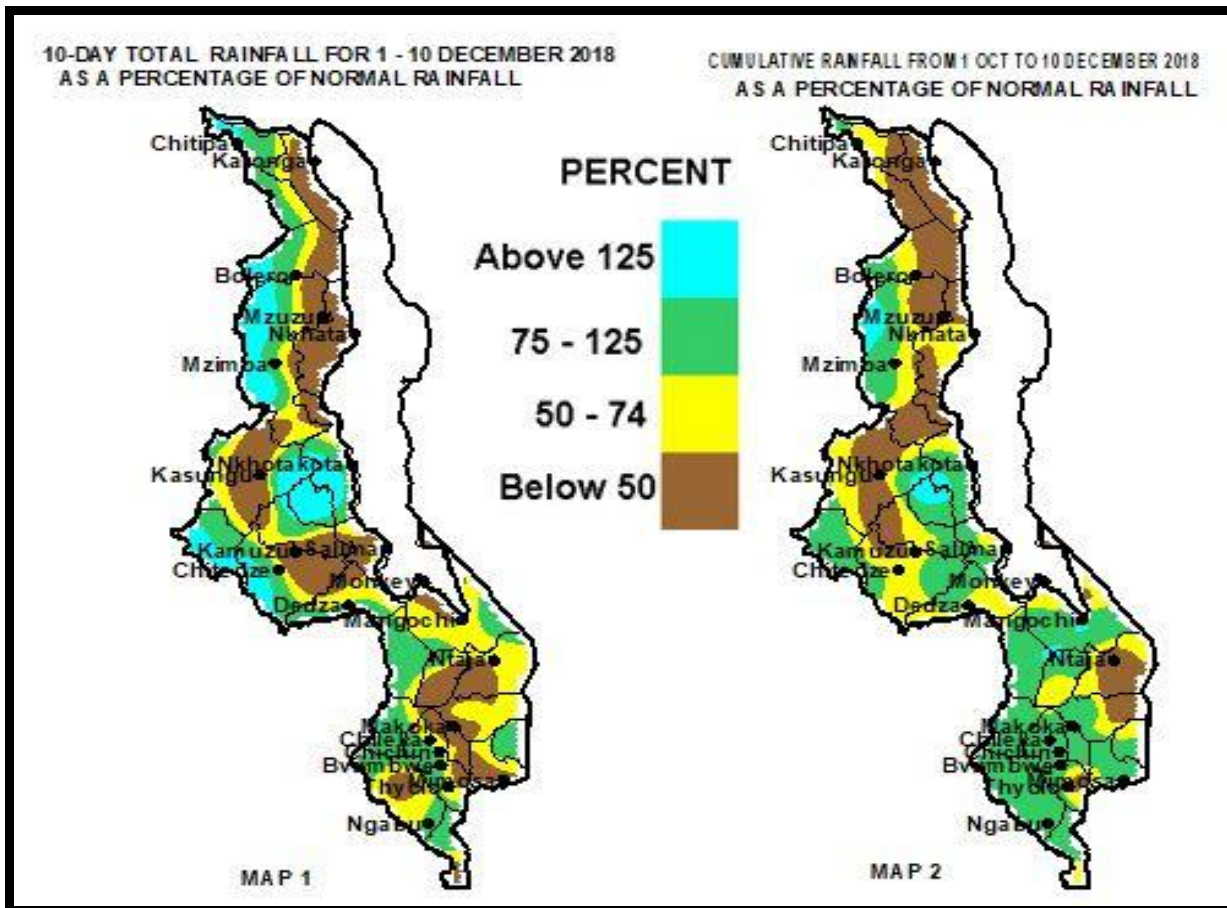 10-DAY TOTAL RAINFALL FOR 1 - 10 DECEMBER 2018
AS A PERCENTAGE OF NORMAL RAINFALL
Chitipa
Karonga
Bolero
Mzuzu
Nkhata
Mzimba
Nkhotakota
Kasungu
Kamuzu
Salima
Chitedze
Monkey
Dedza
Mangochi
Ntaja
Makoka
Chileka
Chichiri
Bvumbwe
Mimosa
Thyolo
Ngabu
MAP 1
PERCENT
Above 125
75 - 125
50 - 74
Below 50
CUMULATIVE RAINFALL FROM 1 OCT TO 10 DECEMBER 2018
AS A PERCENTAGE OF NORMAL RAINFALL
Chitipa
Karonga
Bolero
Mzuzu
Nkhata
Mzimba
Nkhotakota
Kasungu
Kamuzu
Salima
Chitedze
Monkey
Dedza
Mangochi
Ntaja
Makoka
Chileka
Chichiri
Bvumbwe
Mimosa
Thyolo
Ngabu
MAP 2